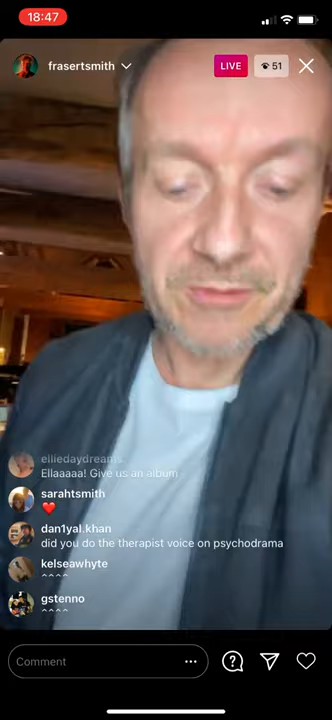 18:47
frasertsmith
LIVE
51
elliedaydreams
Ellaaaaa! Give us an album
sarahtsmith
❤️
dan1yal.khan
did you do the therapist voice on psychodrama
kelseawhyte
^^^^
gstenno
^^^^
Comment